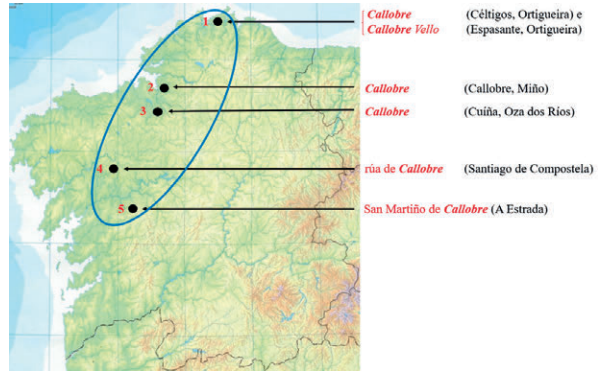 1 Callobre (Céltigos, Ortigueira) e
Callobre Vello (Espasante, Ortigueira)
2 Callobre (Callobre, Miño)
3 Callobre (Cuíña, Oza dos Ríos)
4 rúa de Callobre (Santiago de Compostela)
5 San Martiño de Callobre (A Estrada)